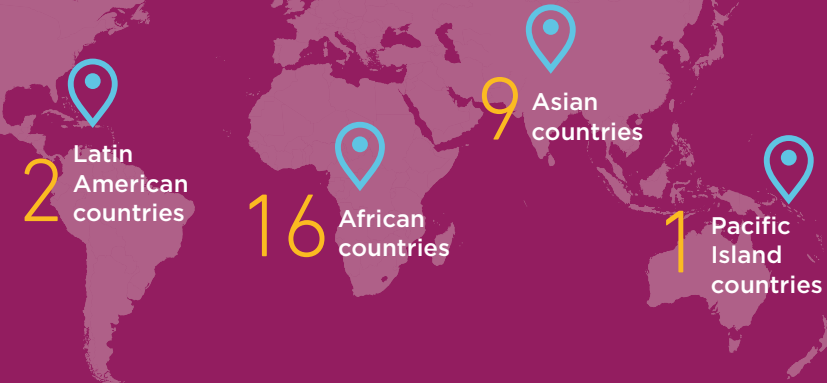 2
Latin
American
countries
16
African
countries
9
Asian
countries
1
Pacific
Island
countries